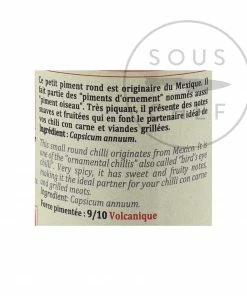 SOUS
EF
Ce petit piment rond est originaire du Mexique. Il
fait partie des "piments d'ornement" nommés aussi
"piment oiseau". Très piquant, il présente des notes
suaves et fruitées qui en font le partenaire idéal de
vos chili con carne et viandes grillées.
Ingrédient : Capsicum annuum.
This small round chilli originates from Mexico. It is
one of the "ornamental chillis" also called "bird's eye
chilli". Very spicy, it has sweet and fruity notes,
making it the ideal partner for your chilli con carne
and grilled meats.
Ingredient: Capsicum annuum.
Force pimentée : 9/10 Volcanique